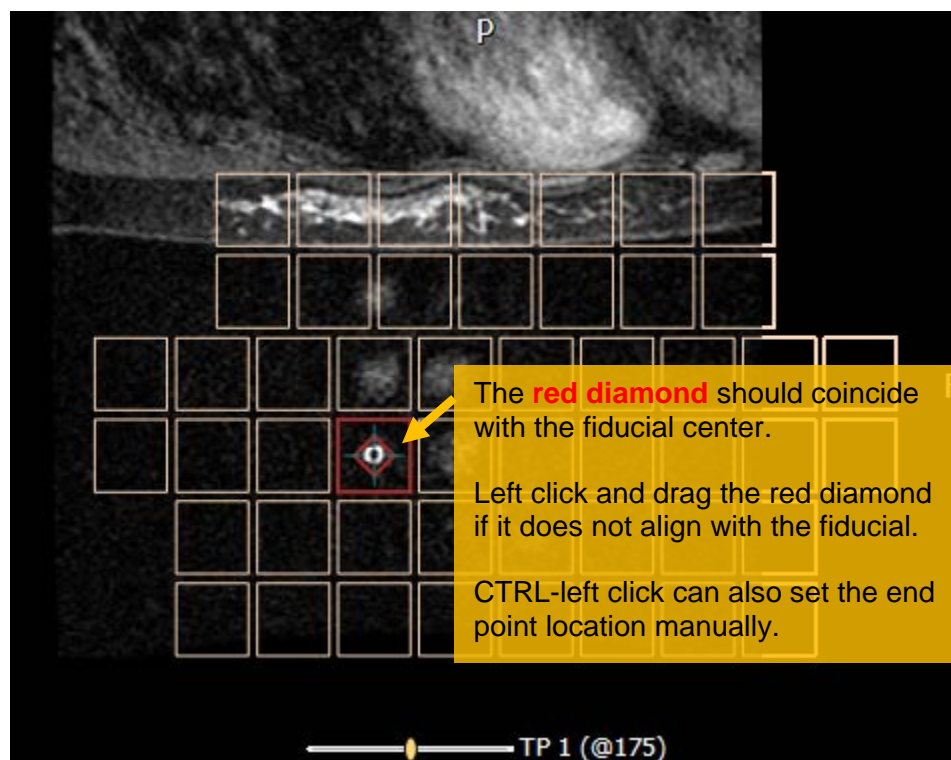 P
The red diamond should coincide
with the fiducial center.
Left click and drag the red diamond
if it does not align with the fiducial.
CTRL-left click can also set the end
point location manually.
TP 1 (@175)